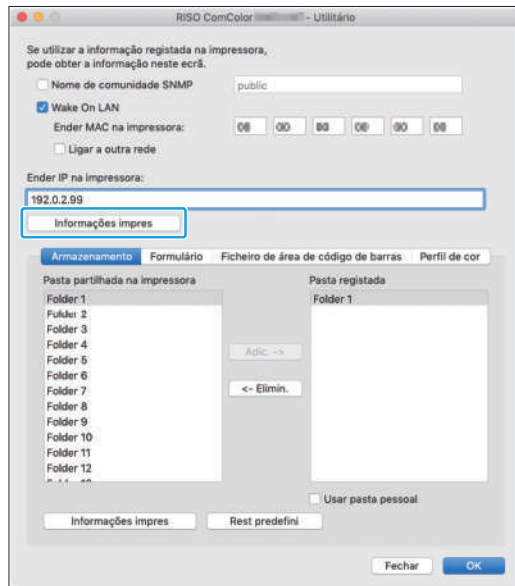 RISO ComColor - Utilitário
Se utilizar a informação registada na impressora,
pode obter a informação neste ecrã.
Nome de comunidade SNMP
public
Wake On LAN
Ender MAC na impressora:
Ligar a outra rede
Ender IP na impressora:
192.0.2.99
Informações impres
Armazenamento Formulário Ficheiro de área de código de barras Perfil de cor
Pasta partilhada na impressora Pasta registada
Folder 1 Folder 1
Folder 2
Folder 3
Folder 4
Folder 5
Folder 6
Folder 7
Folder 8
Folder 9
Folder 10
Folder 11
Folder 12
Adic. ->
<- Elimin.
Usar pasta pessoal
Informações impres Rest predefini
Fechar OK